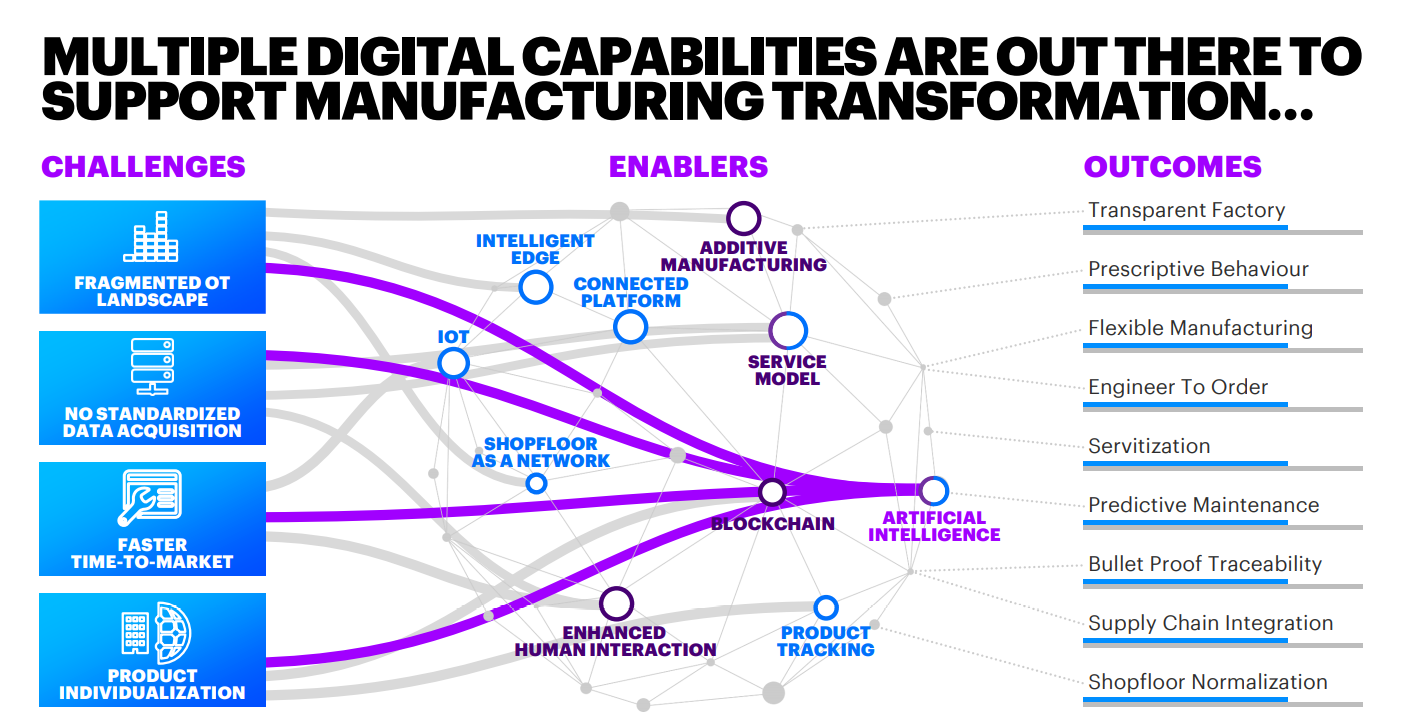 MULTIPLE DIGITAL CAPABILITIES ARE OUT THERE TO
SUPPORT MANUFACTURING TRANSFORMATION...
CHALLENGES
FRAGMENTED OT
LANDSCAPE
NO STANDARDIZED
DATA ACQUISITION
FASTER
TIME-TO-MARKET
PRODUCT
INDIVIDUALIZATION
ENABLERS
ADDITIVE
MANUFACTURING
INTELLIGENT
EDGE
CONNECTED
PLATFORM
IOT
SERVICE
MODEL
SHOPFLOOR
AS A NETWORK
BLOCKCHAIN
ARTIFICIAL
INTELLIGENCE
ENHANCED
HUMAN INTERACTION
PRODUCT
TRACKING
OUTCOMES
Transparent Factory
Prescriptive Behaviour
Flexible Manufacturing
Engineer To Order
Servitization
Predictive Maintenance
Bullet Proof Traceability
Supply Chain Integration
Shopfloor Normalization